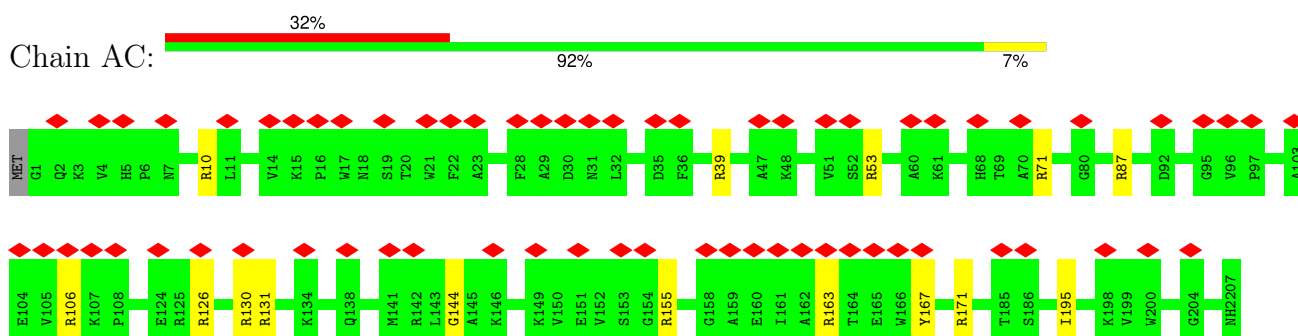 32%
Chain AC:
92% 7%
MET G1 Q2 K3 V4 H5 P6 N7 R10 L11 V14 K15 P16 W17 N18 S19 T20 W21 F22 A23 F28 A29 D30 N31 L32 D35 F36 R39 A47 K48 V51 S52 R53 A60 K61 H68 T69 A70 R71 G80 R87 D92 G95 V96 P97 A103
E104 V105 R106 K107 P108 E124 R125 R126 R130 R131 K134 Q138 M141 R142 L143 G144 A145 K146 K149 V150 E151 V152 S153 G154 R155 G158 A159 E160 I161 A162 R163 T164 E165 W166 Y167 R171 T185 S186 I195 K198 V199 W200 G204 NH2207